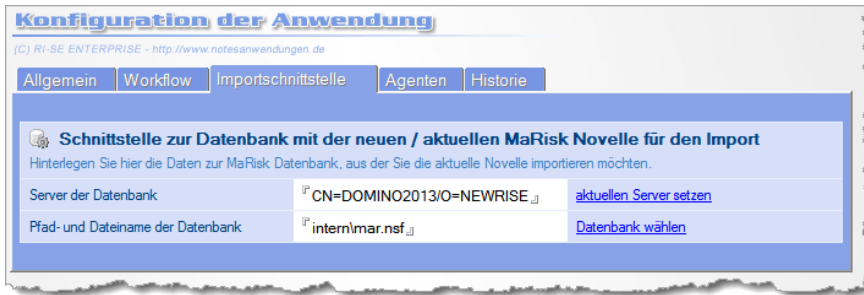 Konfiguration der Anwendung
(C) RI-SE ENTERPRISE - http://www.notesanwendungen.de
Allgemein Workflow Importschnittstelle Agenten Historie
Schnittstelle zur Datenbank mit der neuen / aktuellen MaRisk Novelle für den Import
Hinterlegen Sie hier die Daten zur MaRisk Datenbank, aus der Sie die aktuelle Novelle importieren möchten.
Server der Datenbank CN=DOMINO2013/O=NEWRISE aktuellen Server setzen
Pfad- und Dateiname der Datenbank intern\mar.nsf Datenbank wählen